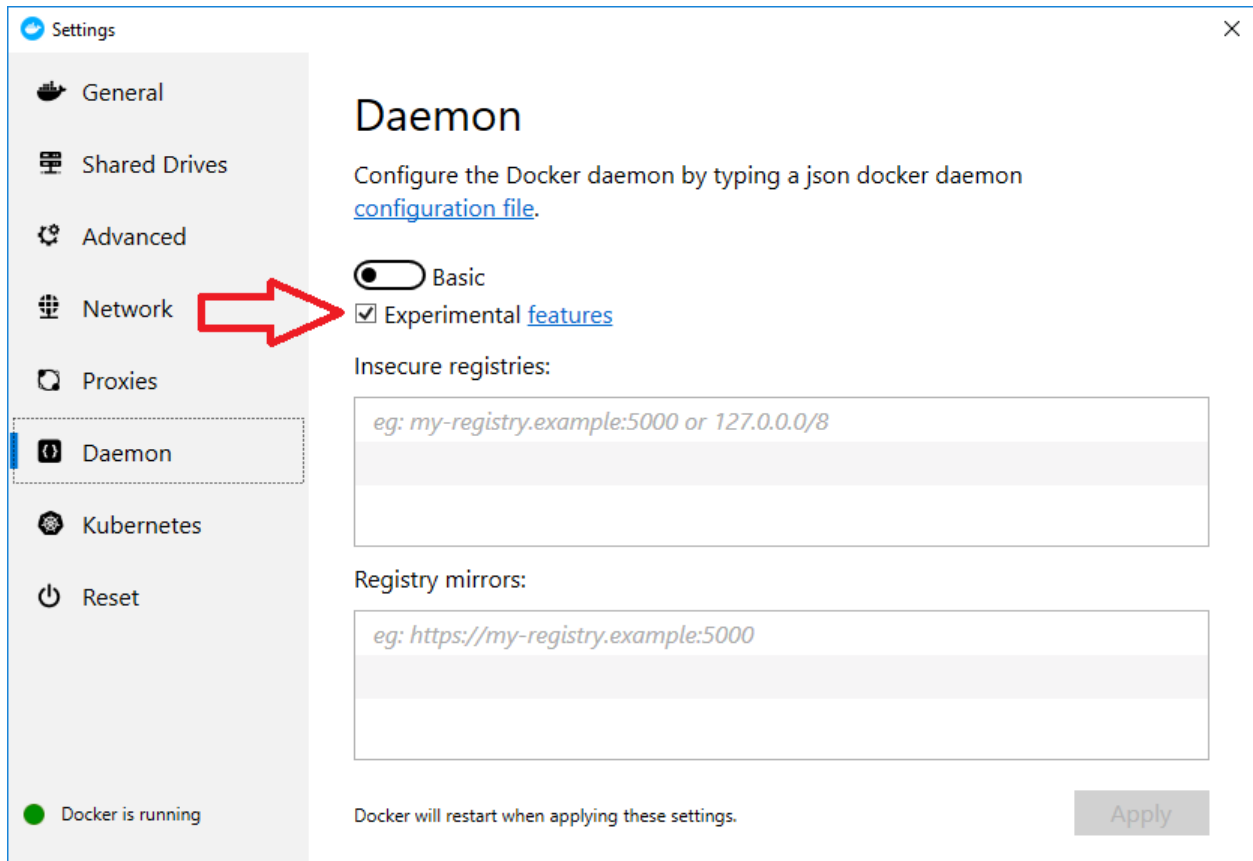 Settings
General
Shared Drives
Advanced
Network
Proxies
Daemon
Kubernetes
Reset
Docker is running
Daemon
Configure the Docker daemon by typing a json docker daemon
configuration file.
Basic
Experimental features
Insecure registries:
eg: my-registry.example:5000 or 127.0.0.0/8
Registry mirrors:
eg: https://my-registry.example:5000
Docker will restart when applying these settings.
Apply